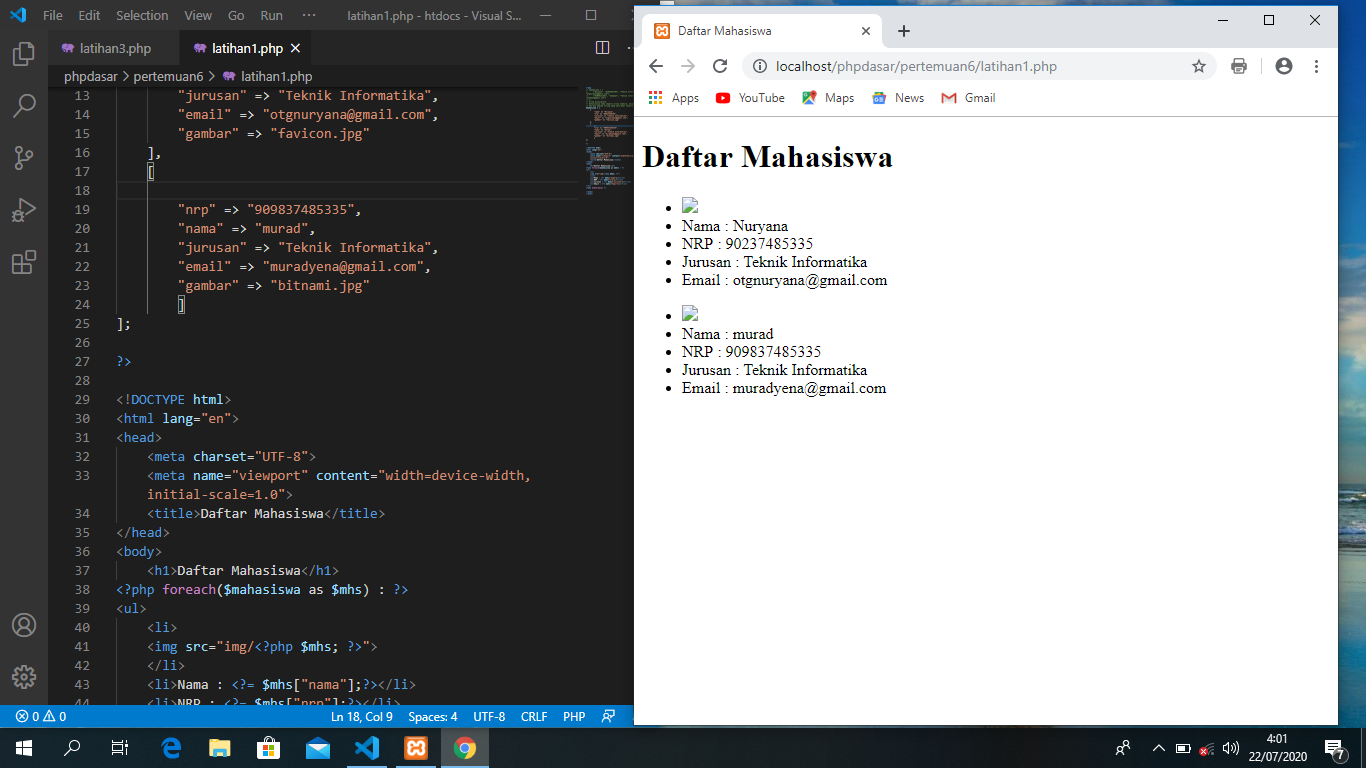 File Edit Selection View Go Run ··· latihan1.php - htdocs - Visual S...
latihan3.php latihan1.php
phpdasar > pertemuan6 > latihan1.php
13 "jurusan" => "Teknik Informatika",
14 "email" => "otgnuryana@gmail.com",
15 "gambar" => "favicon.jpg"
16 ],
17 [
18
19 "nrp" => "909837485335",
20 "nama" => "murad",
21 "jurusan" => "Teknik Informatika",
22 "email" => "muradyena@gmail.com",
23 "gambar" => "bitnami.jpg"
24 ]
25 ];
26
27 ?>
28
29 <!DOCTYPE html>
30 <html lang="en">
31 <head>
32 <meta charset="UTF-8">
33 <meta name="viewport" content="width=device-width,
initial-scale=1.0">
34 <title>Daftar Mahasiswa</title>
35 </head>
36 <body>
37 <h1>Daftar Mahasiswa</h1>
38 <?php foreach($mahasiswa as $mhs) : ?>
39 <ul>
40 <li>
41 <img src="img/<?php $mhs; ?>">
42 </li>
43 <li>Nama : <?= $mhs["nama"];?></li>
44 <li>NRP : <?= $mhs["nrp"];?></li>
0 0 Ln 18, Col 9 Spaces: 4 UTF-8 CRLF PHP
Daftar Mahasiswa
localhost/phpdasar/pertemuan6/latihan1.php
Apps YouTube Maps News Gmail
Daftar Mahasiswa
Nama : Nuryana
NRP : 90237485335
Jurusan : Teknik Informatika
Email : otgnuryana@gmail.com
Nama : murad
NRP : 909837485335
Jurusan : Teknik Informatika
Email : muradyena@gmail.com
4:01
22/07/2020
7